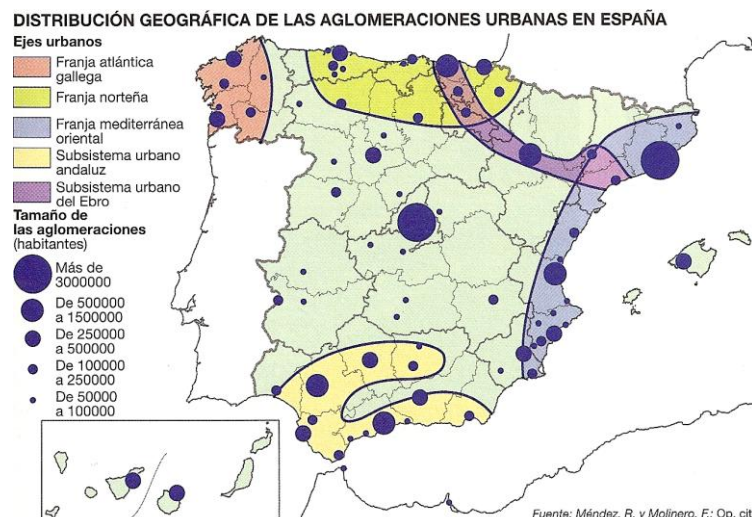 DISTRIBUCIÓN GEOGRÁFICA DE LAS AGLOMERACIONES URBANAS EN ESPAÑA
Ejes urbanos
Franja atlántica
gallega
Franja norteña
Franja mediterránea
oriental
Subsistema urbano
andaluz
Subsistema urbano
del Ebro
Tamaño de
las aglomeraciones
(habitantes)
Más de
3000000
De 500000
a 1500000
De 250000
a 500000
De 100000
a 250000
De 50000
a 100000
Fuente: Méndez, R. y Molinero, F.: Op. cit